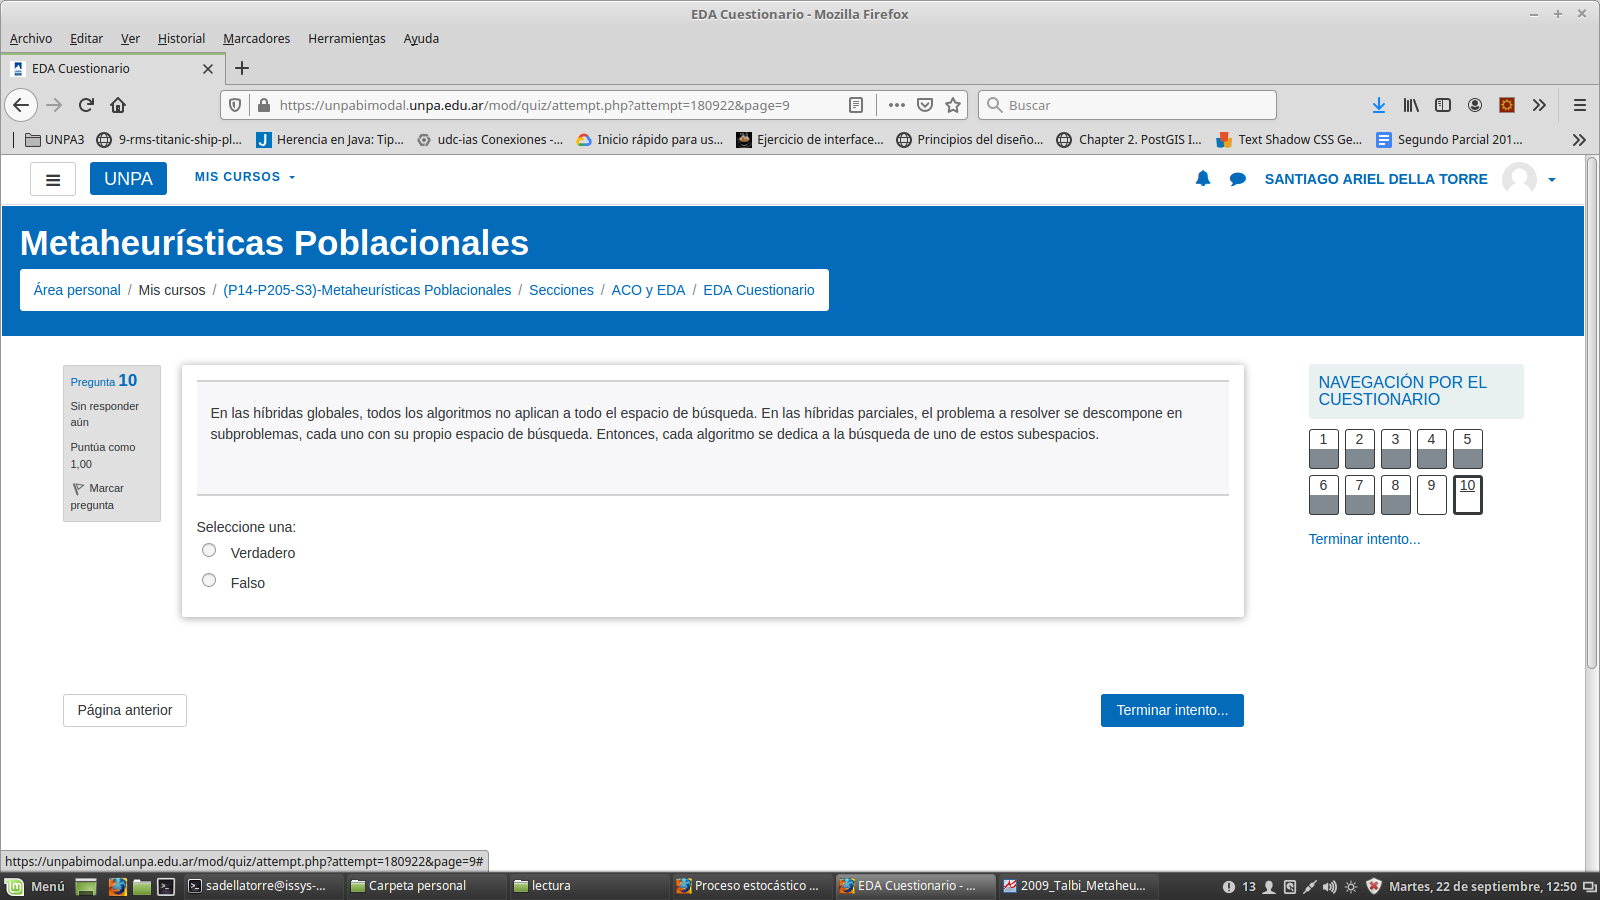 EDA Cuestionario - Mozilla Firefox
Archivo Editar Ver Historial Marcadores Herramientas Ayuda
EDA Cuestionario
https://unpabimodal.unpa.edu.ar/mod/quiz/attempt.php?attempt=180922&page=9
Buscar
UNPA3
9-rms-titanic-ship-pl...
Herencia en Java: Tip...
udc-ias Conexiones -...
Inicio rápido para us...
Ejercicio de interface...
Principios del diseño...
Chapter 2. PostGIS I...
Text Shadow CSS Ge...
Segundo Parcial 201...
UNPA
MIS CURSOS
SANTIAGO ARIEL DELLA TORRE
Metaheurísticas Poblacionales
Área personal / Mis cursos / (P14-P205-S3)-Metaheurísticas Poblacionales / Secciones / ACO y EDA / EDA Cuestionario
Pregunta 10
Sin responder
aún
Puntúa como
1,00
Marcar
pregunta
En las híbridas globales, todos los algoritmos no aplican a todo el espacio de búsqueda. En las híbridas parciales, el problema a resolver se descompone en
subproblemas, cada uno con su propio espacio de búsqueda. Entonces, cada algoritmo se dedica a la búsqueda de uno de estos subespacios.
Seleccione una:
Verdadero
Falso
NAVEGACIÓN POR EL
CUESTIONARIO
1 2 3 4 5
6 7 8 9 10
Terminar intento...
Página anterior
Terminar intento...
https://unpabimodal.unpa.edu.ar/mod/quiz/attempt.php?attempt=180922&page=9#
Menú
sadellatorre@issys-...
Carpeta personal
lectura
Proceso estocástico ...
EDA Cuestionario - ...
2009_Talbi_Metaheu...
13
Martes, 22 de septiembre, 12:50